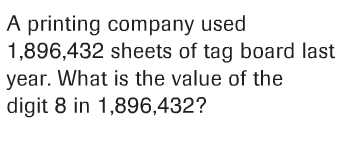 A printing company used
1,896,432 sheets of tag board last
year. What is the value of the
digit 8 in 1,896,432?